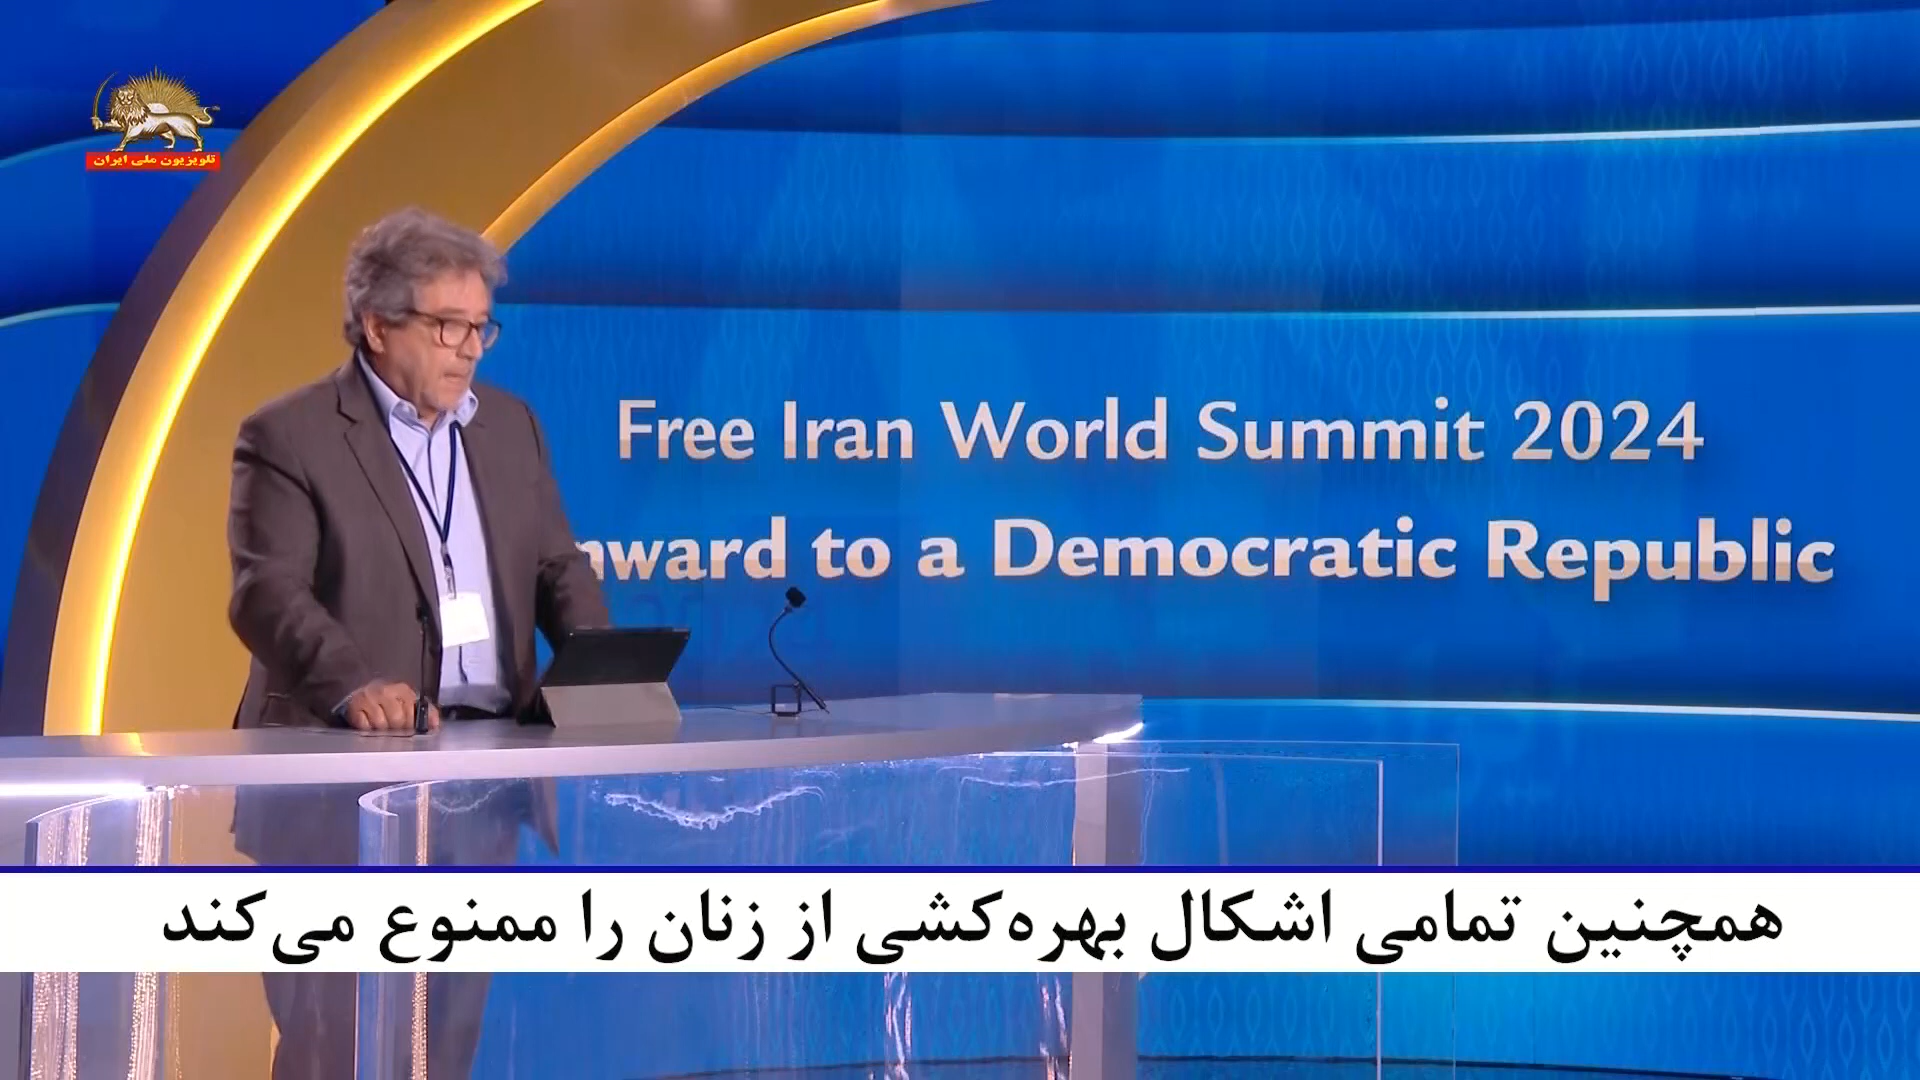 تلویزیون ملی ایران
Free Iran World Summit 2024
nward to a Democratic Republic
همچنین تمامی اشکال بهره‌کشی از زنان را ممنوع می‌کند